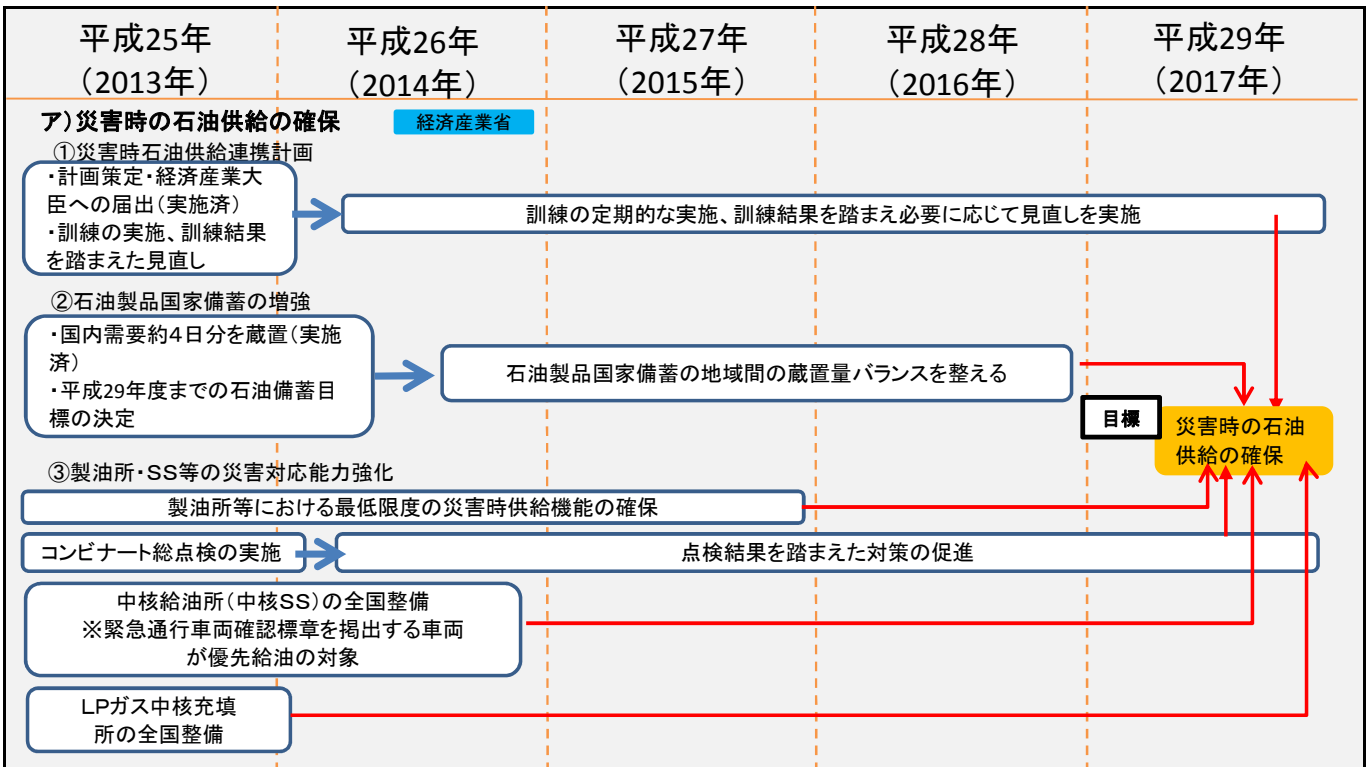 平成25年
（2013年）
平成26年
（2014年）
平成27年
（2015年）
平成28年
（2016年）
平成29年
（2017年）
ア）災害時の石油供給の確保
経済産業省
①災害時石油供給連携計画
・計画策定・経済産業大
臣への届出（実施済）
・訓練の実施、訓練結果
を踏まえた見直し
訓練の定期的な実施、訓練結果を踏まえ必要に応じて見直しを実施
②石油製品国家備蓄の増強
・国内需要約４日分を蔵置（実施
済）
・平成29年度までの石油備蓄目
標の決定
石油製品国家備蓄の地域間の蔵置量バランスを整える
目標
災害時の石油
供給の確保
③製油所・SS等の災害対応能力強化
製油所等における最低限度の災害時供給機能の確保
コンビナート総点検の実施
点検結果を踏まえた対策の促進
中核給油所（中核SS）の全国整備
※緊急通行車両確認標章を掲出する車両
が優先給油の対象
ＬＰガス中核充填
所の全国整備